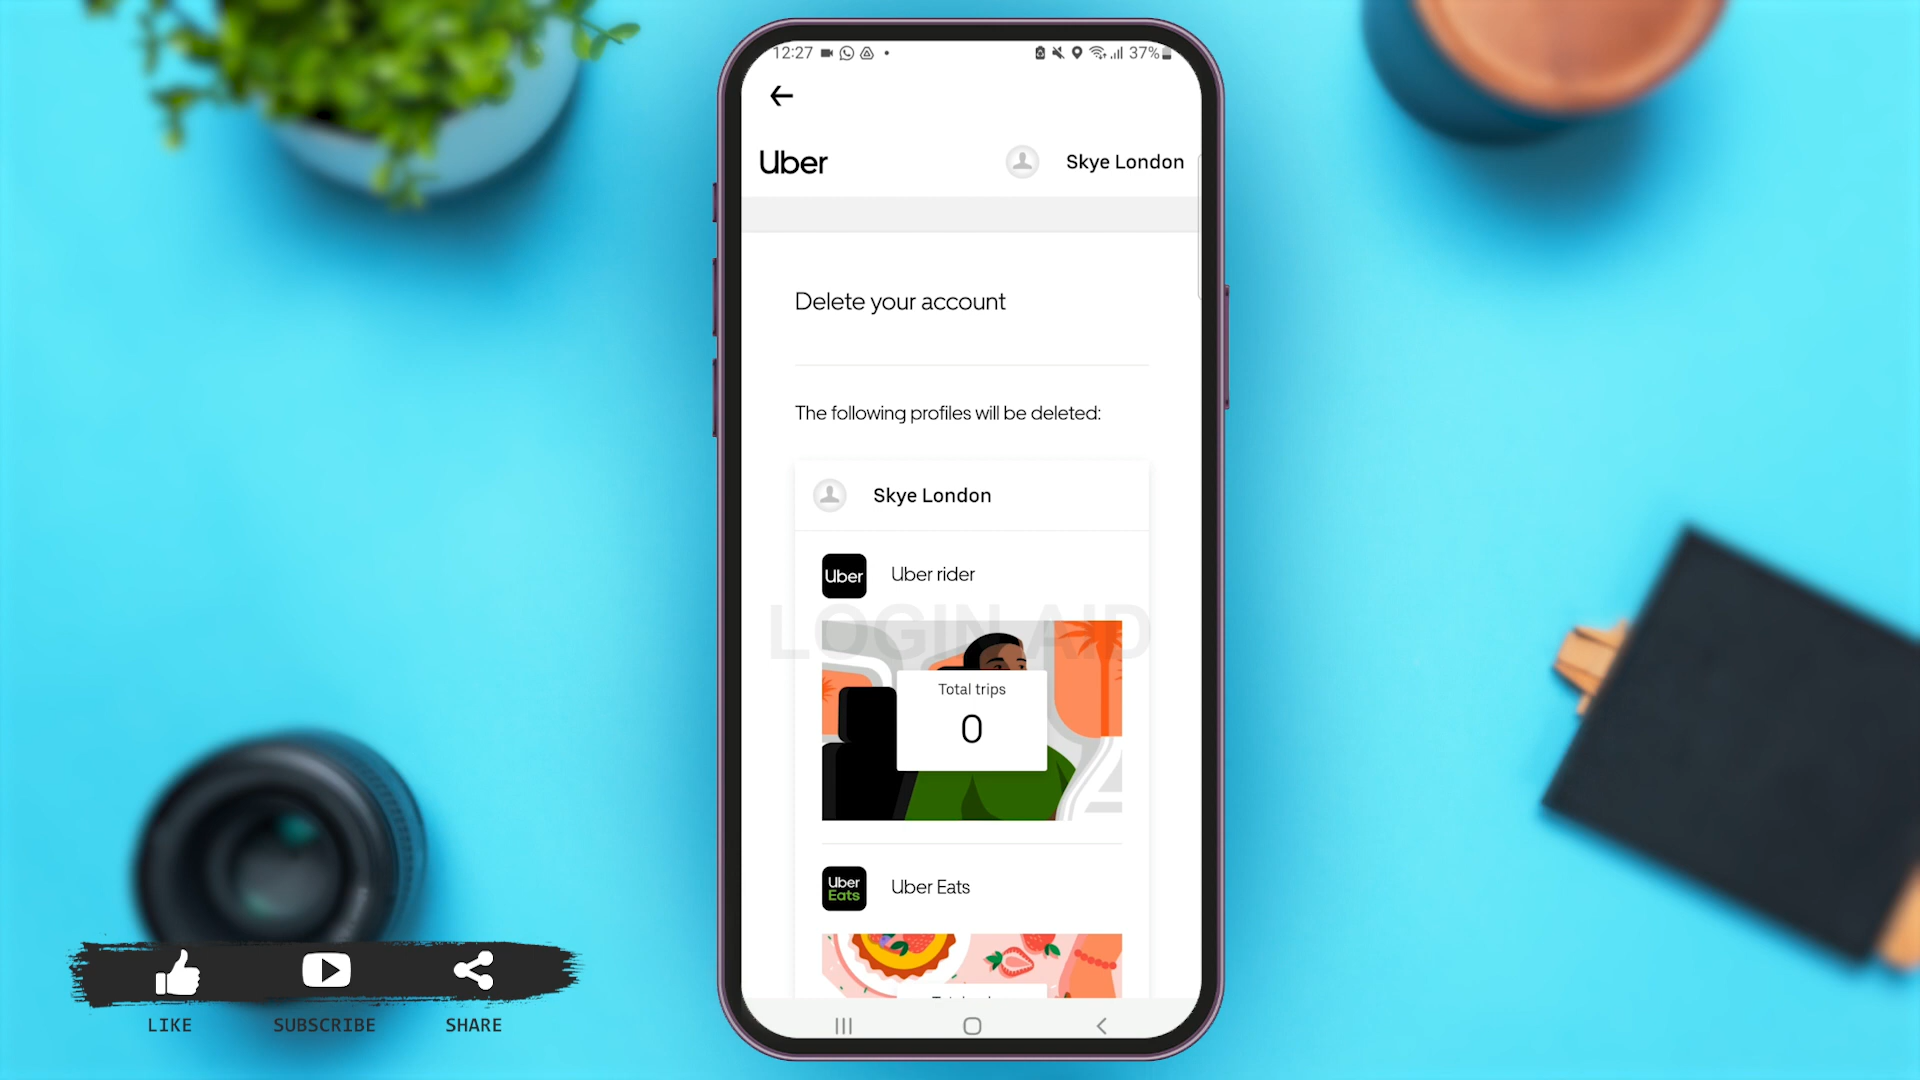 12:27
37%
Uber
Skye London
Delete your account
The following profiles will be deleted:
Skye London
Uber
Uber rider
LOGIN AID
Total trips
0
Uber
Eats
Uber Eats
LIKE
SUBSCRIBE
SHARE